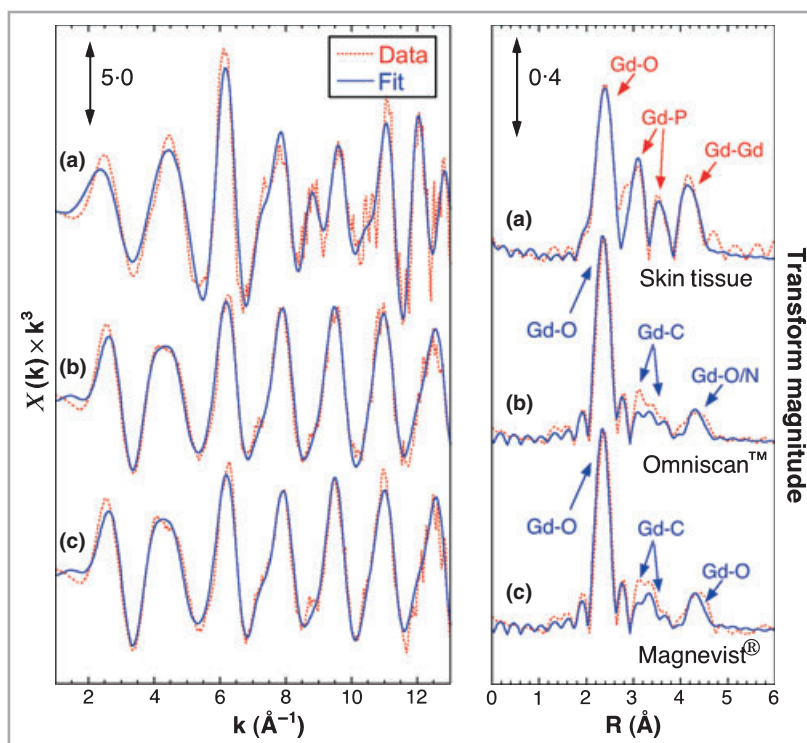 5·0
Data
Fit
(a)
(b)
(c)
X(k) × k³
2 4 6 8 10 12
k (Å⁻¹)
0·4
Gd-O
Gd-P
Gd-Gd
(a)
Skin tissue
Gd-O
Gd-C
Gd-O/N
(b)
Omniscan™
Gd-O
Gd-C
Gd-O
(c)
Magnevist®
0 1 2 3 4 5 6
R (Å)
Transform magnitude